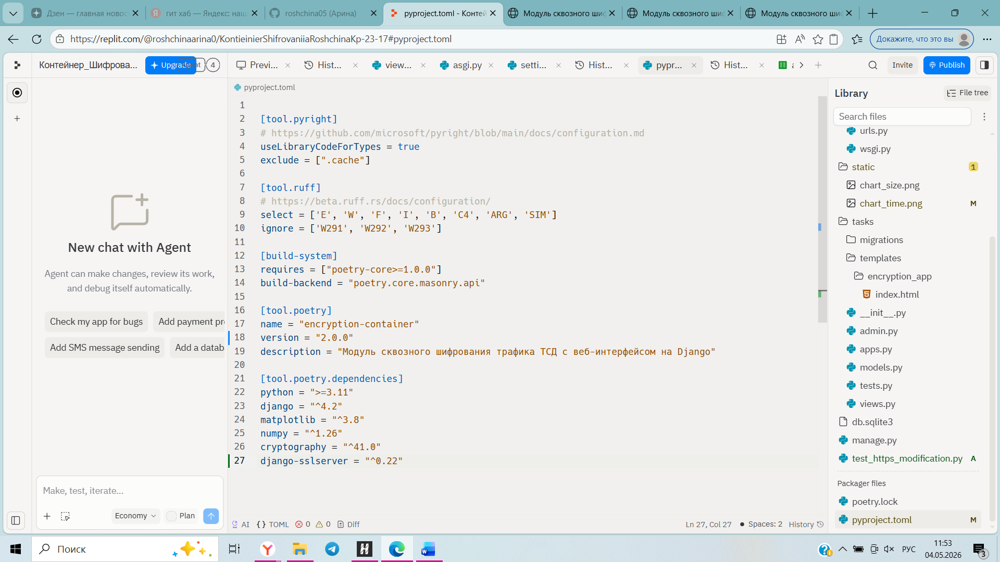 Дзен — главная новос
гит хаб — Яндекс: наш
roshchina05 (Арина)
pyproject.toml - Контей
Модуль сквозного ши
Модуль сквозного ши
Модуль сквозного ши
https://replit.com/@roshchinaarina0/KontieinierShifrovaniiaRoshchinaKp-23-17#pyproject.toml
Докажите, что это вы
Контейнер_Шифрова...
Upgrade
4
Previ...
Hist...
view...
asgi.py
setti...
Hist...
pypr...
Hist...
Invite
Publish
pyproject.toml
New chat with Agent
Agent can make changes, review its work,
and debug itself automatically.
Check my app for bugs
Add payment pr
Add SMS message sending
Add a datab
Make, test, iterate...
Economy
Plan
1
2 [tool.pyright]
3 # https://github.com/microsoft/pyright/blob/main/docs/configuration.md
4 useLibraryCodeForTypes = true
5 exclude = [".cache"]
6
7 [tool.ruff]
8 # https://beta.ruff.rs/docs/configuration/
9 select = ['E', 'W', 'F', 'I', 'B', 'C4', 'ARG', 'SIM']
10 ignore = ['W291', 'W292', 'W293']
11
12 [build-system]
13 requires = ["poetry-core>=1.0.0"]
14 build-backend = "poetry.core.masonry.api"
15
16 [tool.poetry]
17 name = "encryption-container"
18 version = "2.0.0"
19 description = "Модуль сквозного шифрования трафика ТСД с веб-интерфейсом на Django"
20
21 [tool.poetry.dependencies]
22 python = ">=3.11"
23 django = "^4.2"
24 matplotlib = "^3.8"
25 numpy = "^1.26"
26 cryptography = "^41.0"
27 django-sslserver = "^0.22"
AI
{} TOML
0
0
Diff
Ln 27, Col 27
Spaces: 2
History
Library
File tree
Search files
urls.py
wsgi.py
static 1
chart_size.png
chart_time.png M
tasks
migrations
templates
encryption_app
index.html
__init__.py
admin.py
apps.py
models.py
tests.py
views.py
db.sqlite3
manage.py
test_https_modification.py A
Packager files
poetry.lock
pyproject.toml M
Поиск
РУС
11:53
04.05.2026
3